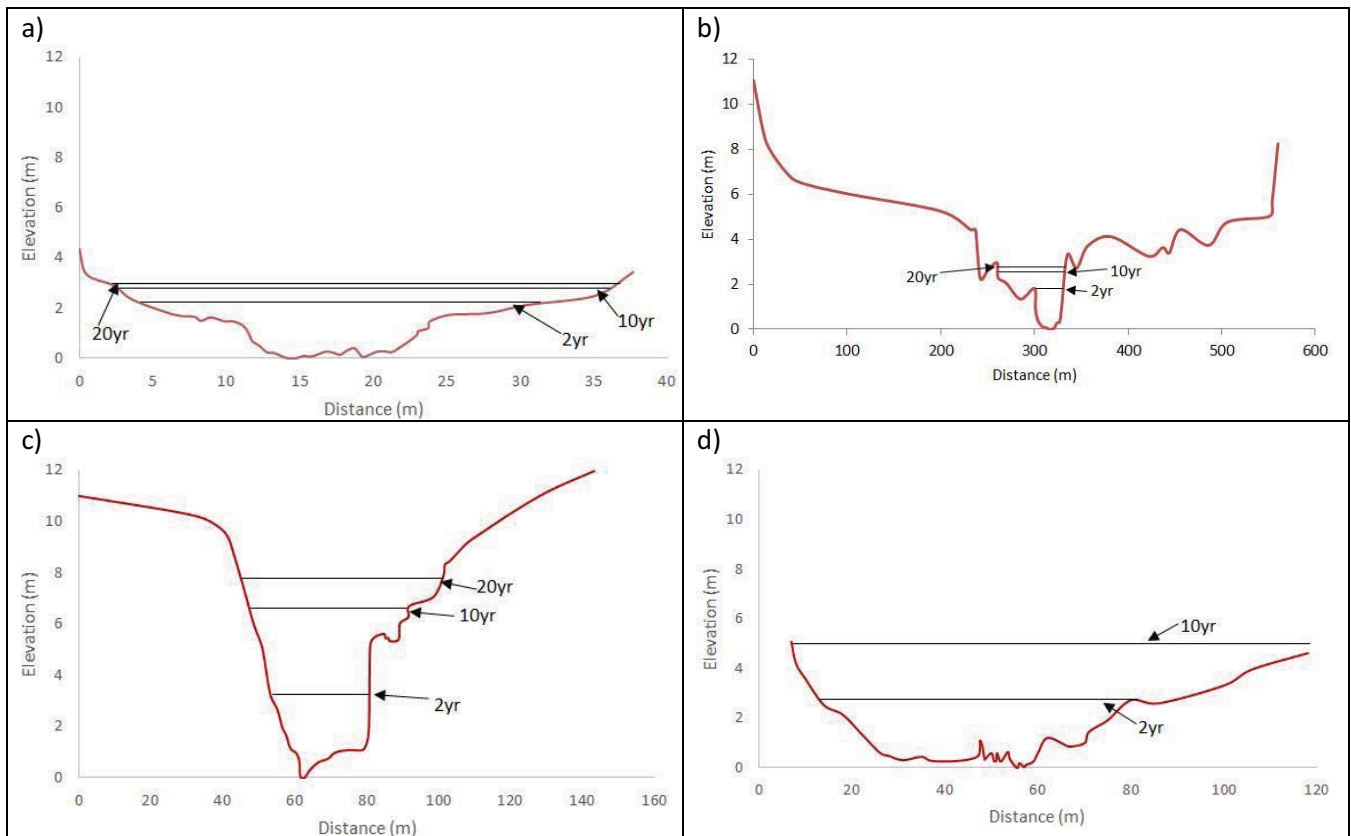 a)
12
10
8
6
4
2
0
Elevation (m)
20yr
2yr
10yr
0 5 10 15 20 25 30 35 40
Distance (m)
b)
12
10
8
6
4
2
0
Elevation (m)
20yr
10yr
2yr
0 100 200 300 400 500 600
Distance (m)
c)
12
10
8
6
4
2
0
Elevation (m)
20yr
10yr
2yr
0 20 40 60 80 100 120 140 160
Distance (m)
d)
12
10
8
6
4
2
0
Elevation (m)
10yr
2yr
0 20 40 60 80 100 120
Distance (m)